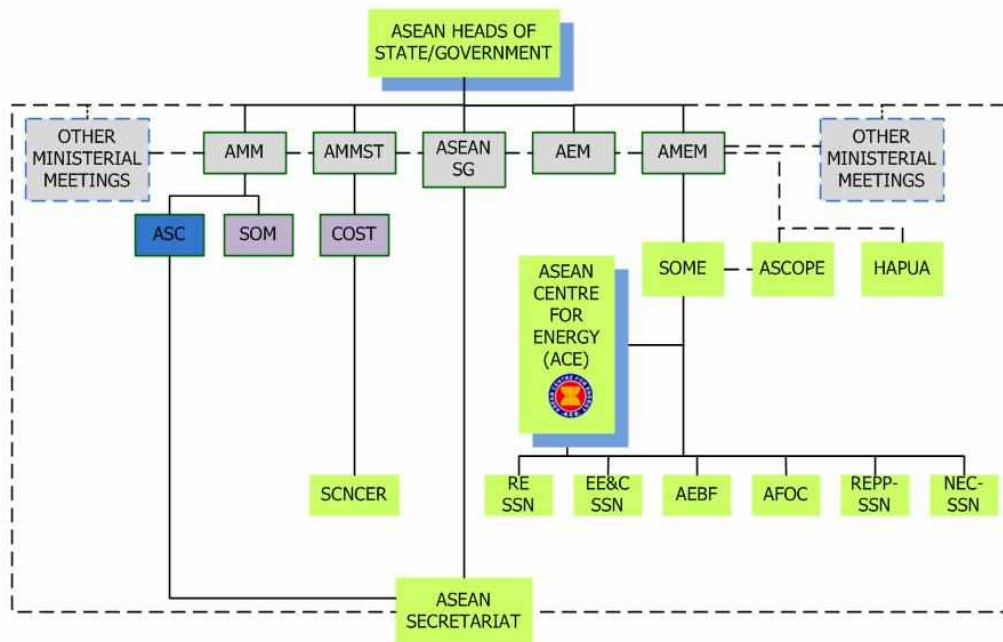 ASEAN HEADS OF
STATE/GOVERNMENT
OTHER
MINISTERIAL
MEETINGS
AMM
AMMST
ASEAN
SG
AEM
AMEM
OTHER
MINISTERIAL
MEETINGS
ASC
SOM
COST
ASEAN
CENTRE
FOR
ENERGY
(ACE)
SOME
ASCOPE
HAPUA
SCNCER
RE
SSN
EE&C
SSN
AEBF
AFOC
REPP-
SSN
NEC-
SSN
ASEAN
SECRETARIAT